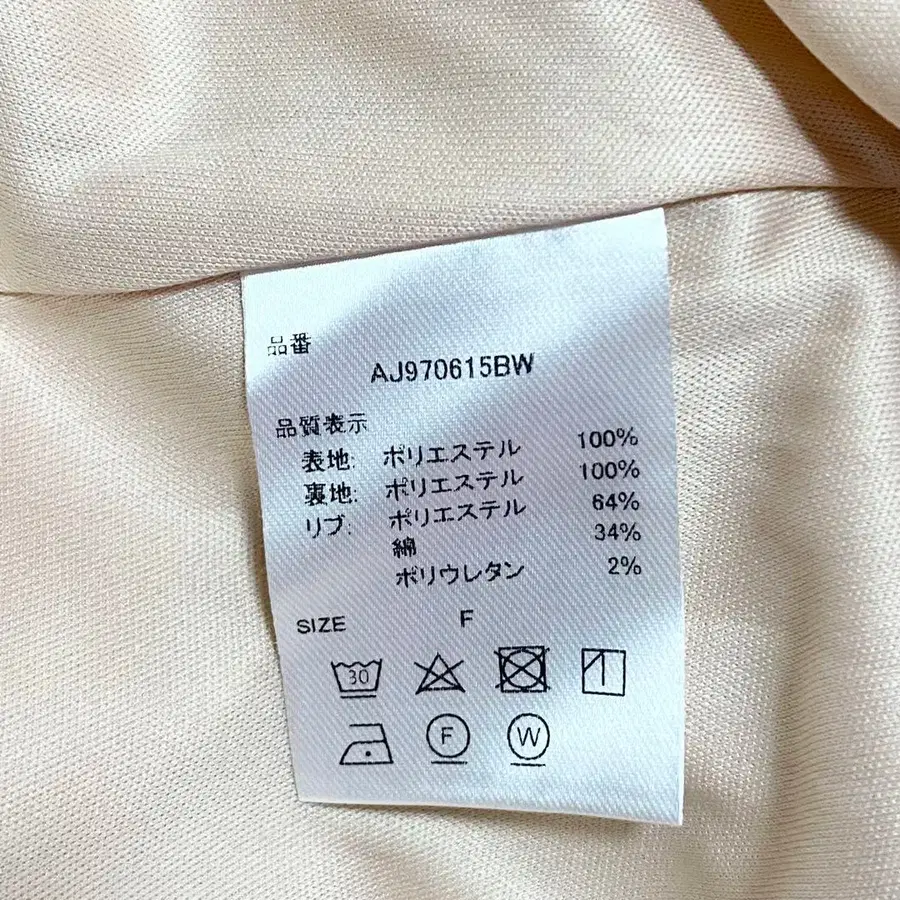 品番
AJ970615BW
品質表示
表地: ポリエステル 100%
裏地: ポリエステル 100%
リブ: ポリエステル 64%
綿 34%
ポリウレタン 2%
SIZE F
30
F W